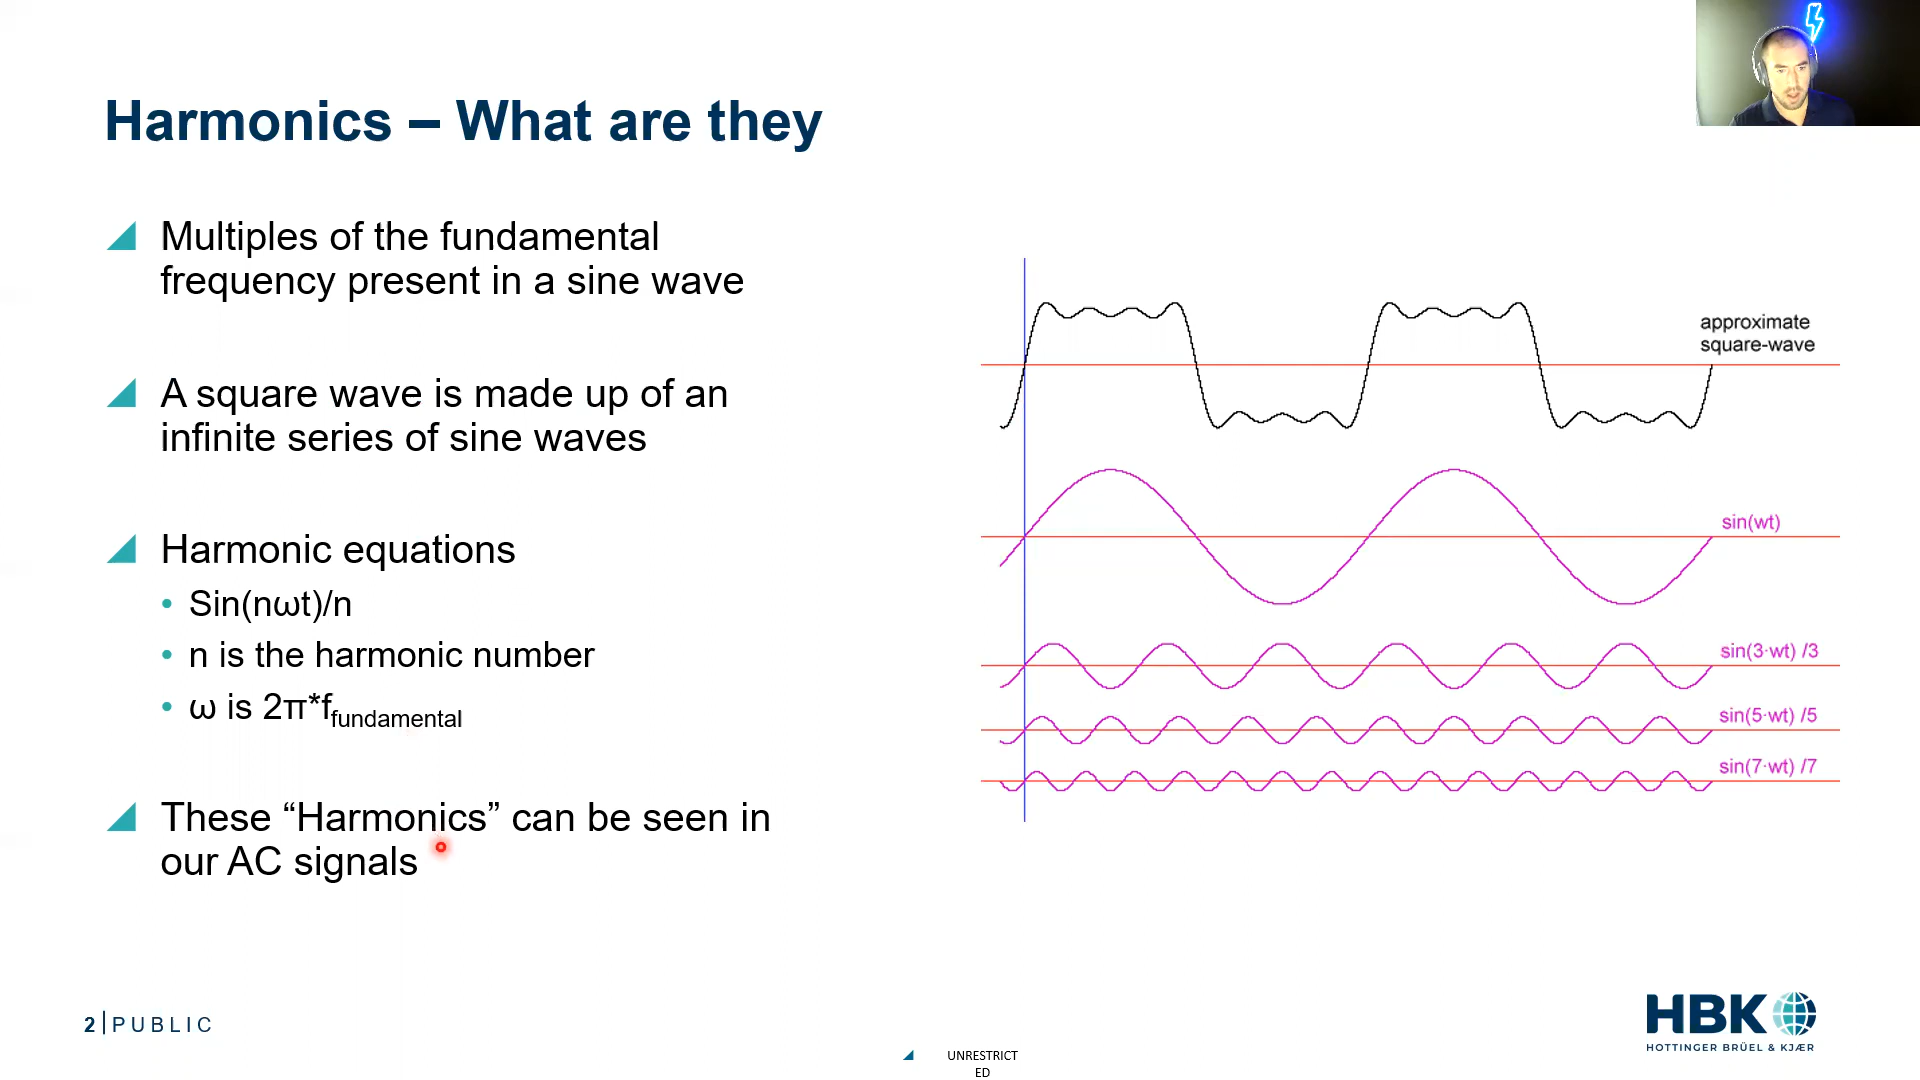 Harmonics – What are they
Multiples of the fundamental
frequency present in a sine wave
A square wave is made up of an
infinite series of sine waves
Harmonic equations
• Sin(nωt)/n
• n is the harmonic number
• ω is 2π*ffundamental
These “Harmonics” can be seen in
our AC signals
approximate
square-wave
sin(wt)
sin(3·wt) /3
sin(5·wt) /5
sin(7·wt) /7
2 | PUBLIC
UNRESTRICT
ED
HBK
HOTTINGER BRÜEL & KJÆR